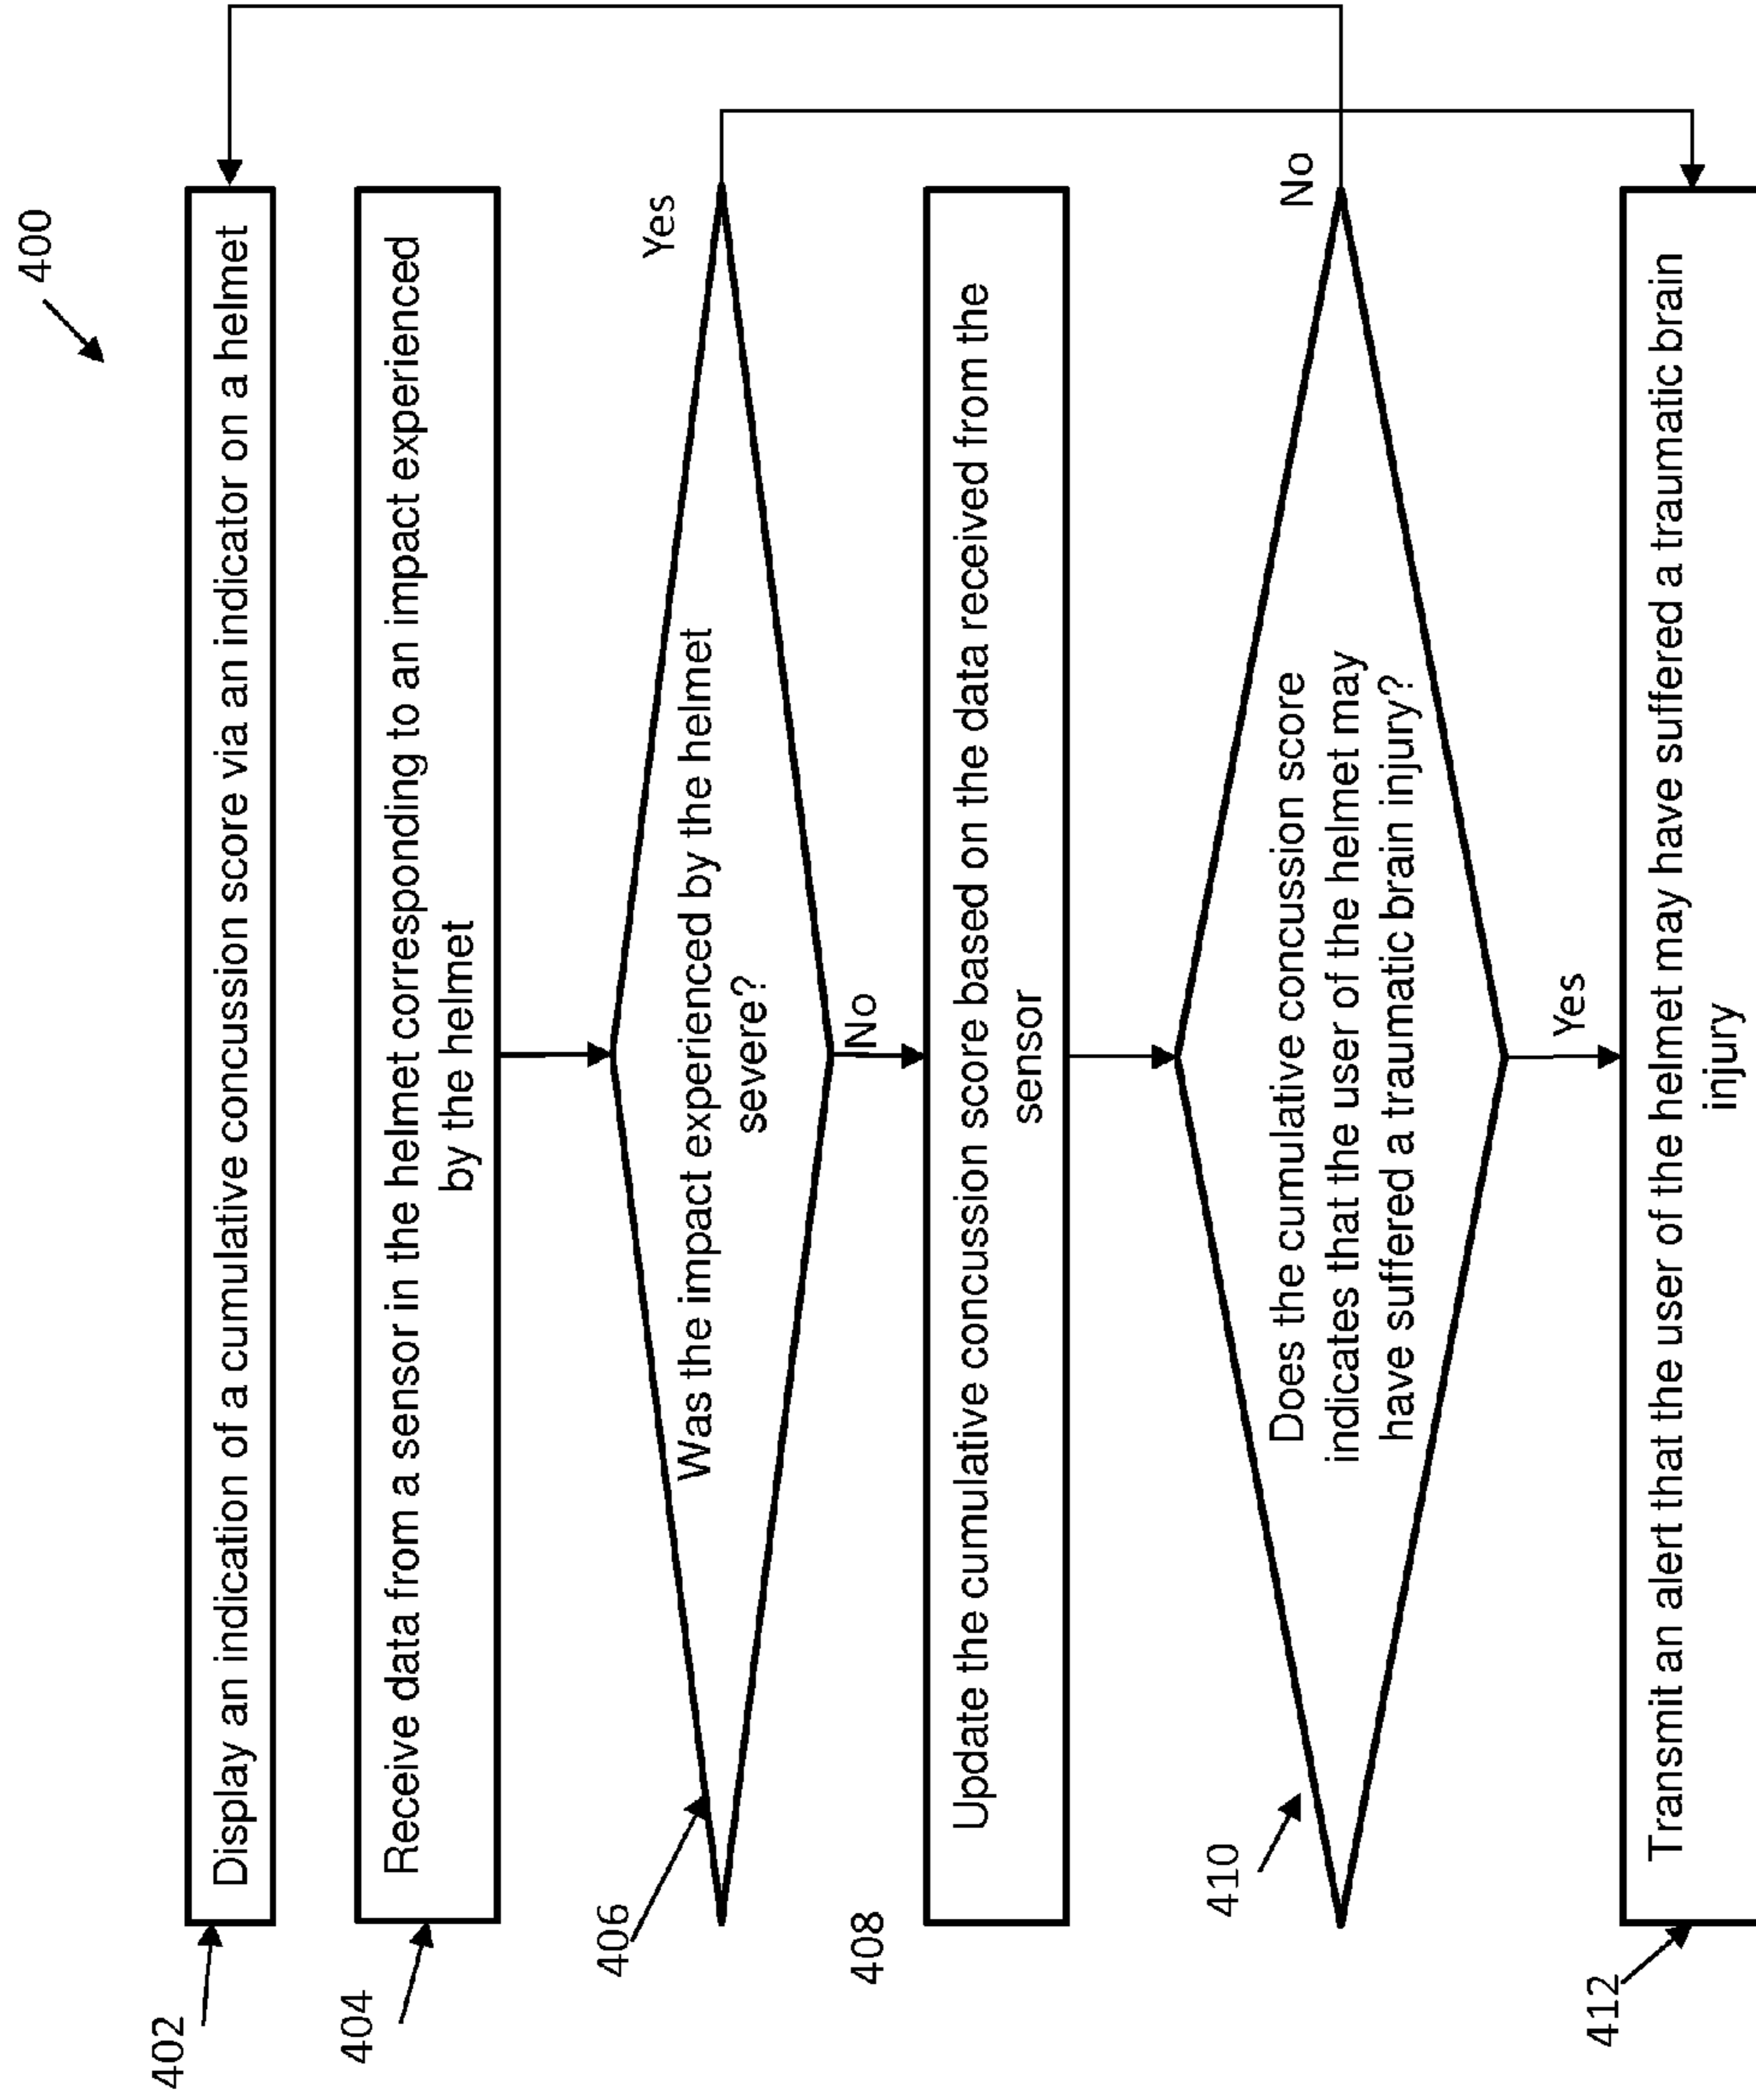 400
402
Display an indication of a cumulative concussion score via an indicator on a helmet
404
Receive data from a sensor in the helmet corresponding to an impact experienced
by the helmet
406
Was the impact experienced by the helmet
severe?
Yes
No
408
Update the cumulative concussion score based on the data received from the
sensor
410
Does the cumulative concussion score
indicates that the user of the helmet may
have suffered a traumatic brain injury?
No
Yes
412
Transmit an alert that the user of the helmet may have suffered a traumatic brain
injury